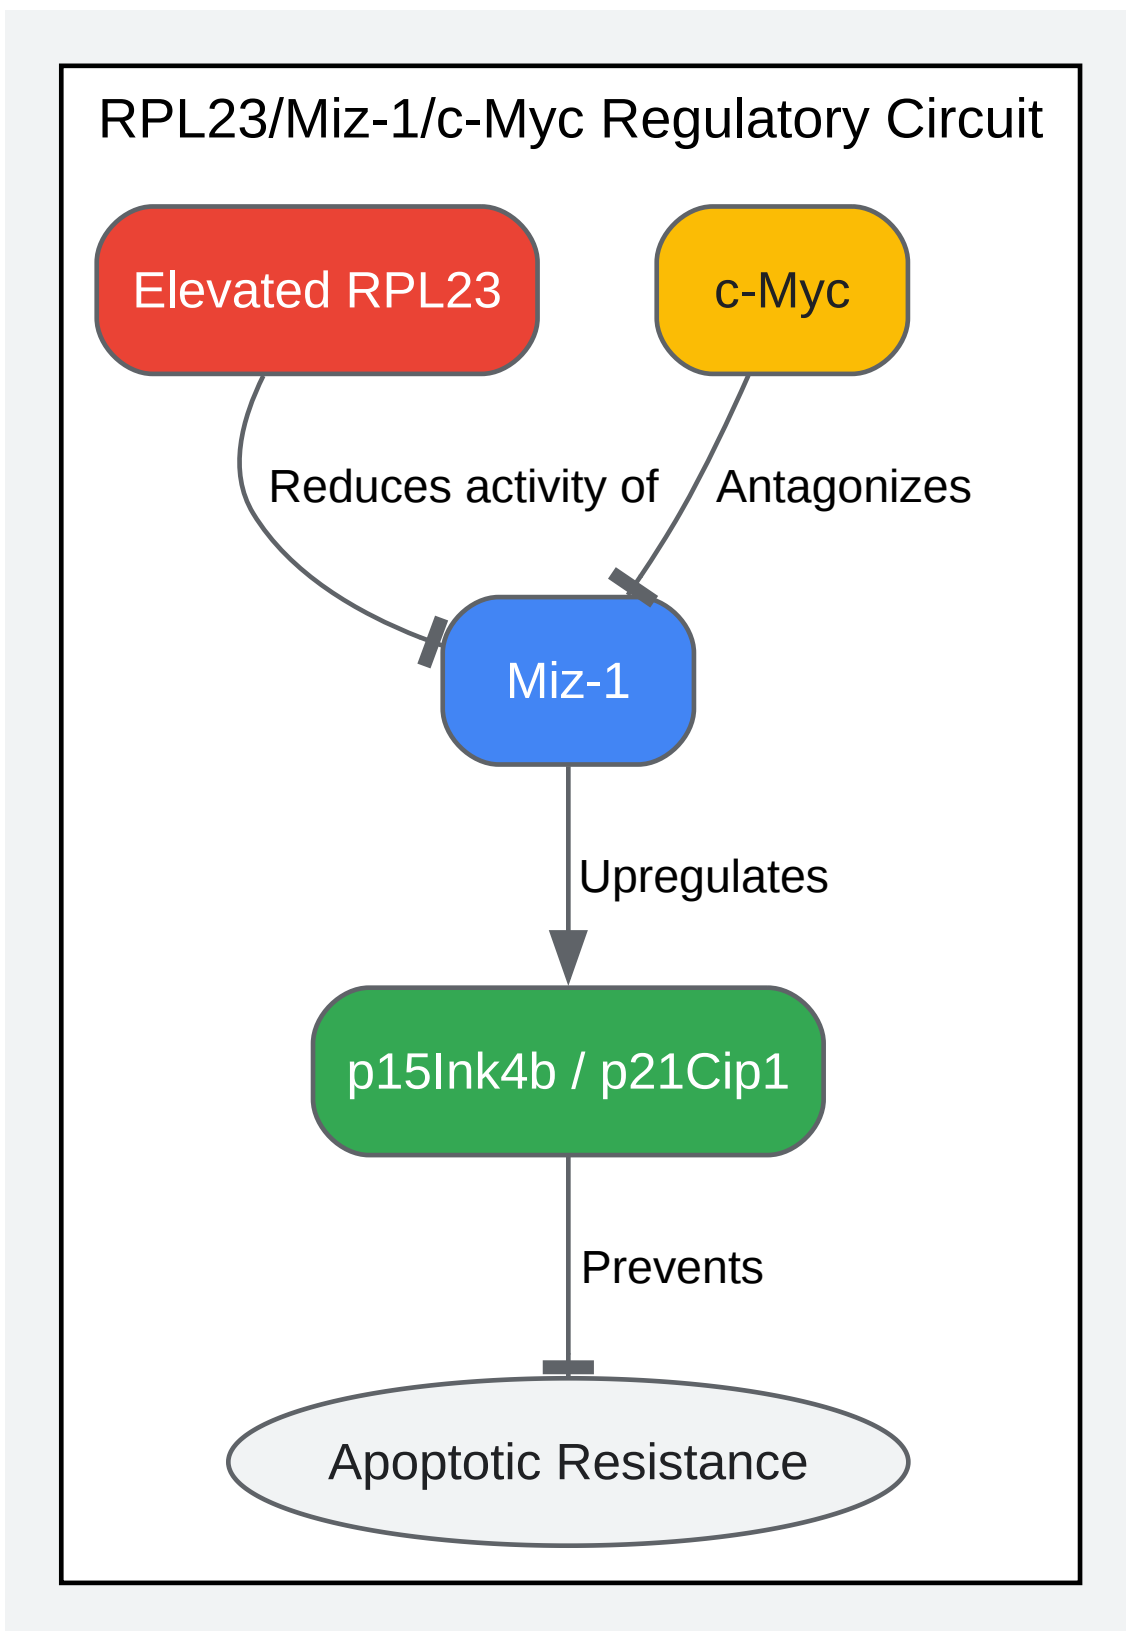 RPL23/Miz-1/c-Myc Regulatory Circuit
Elevated RPL23
c-Myc
Reduces activity of
Antagonizes
Miz-1
Upregulates
p15Ink4b / p21Cip1
Prevents
Apoptotic Resistance